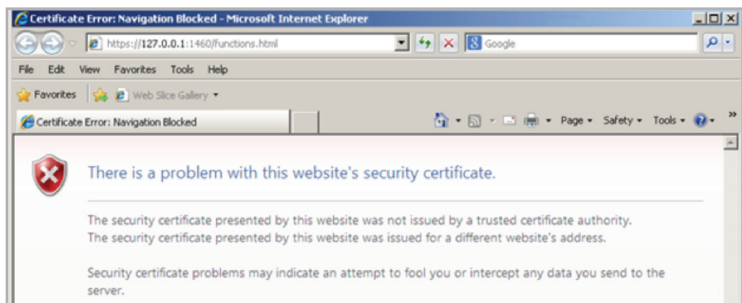 Certificate Error: Navigation Blocked - Microsoft Internet Explorer
https://127.0.0.1:1460/functions.html
Google
File Edit View Favorites Tools Help
Favorites Web Slice Gallery
Certificate Error: Navigation Blocked Page Safety Tools
There is a problem with this website's security certificate.
The security certificate presented by this website was not issued by a trusted certificate authority.
The security certificate presented by this website was issued for a different website's address.
Security certificate problems may indicate an attempt to fool you or intercept any data you send to the
server.